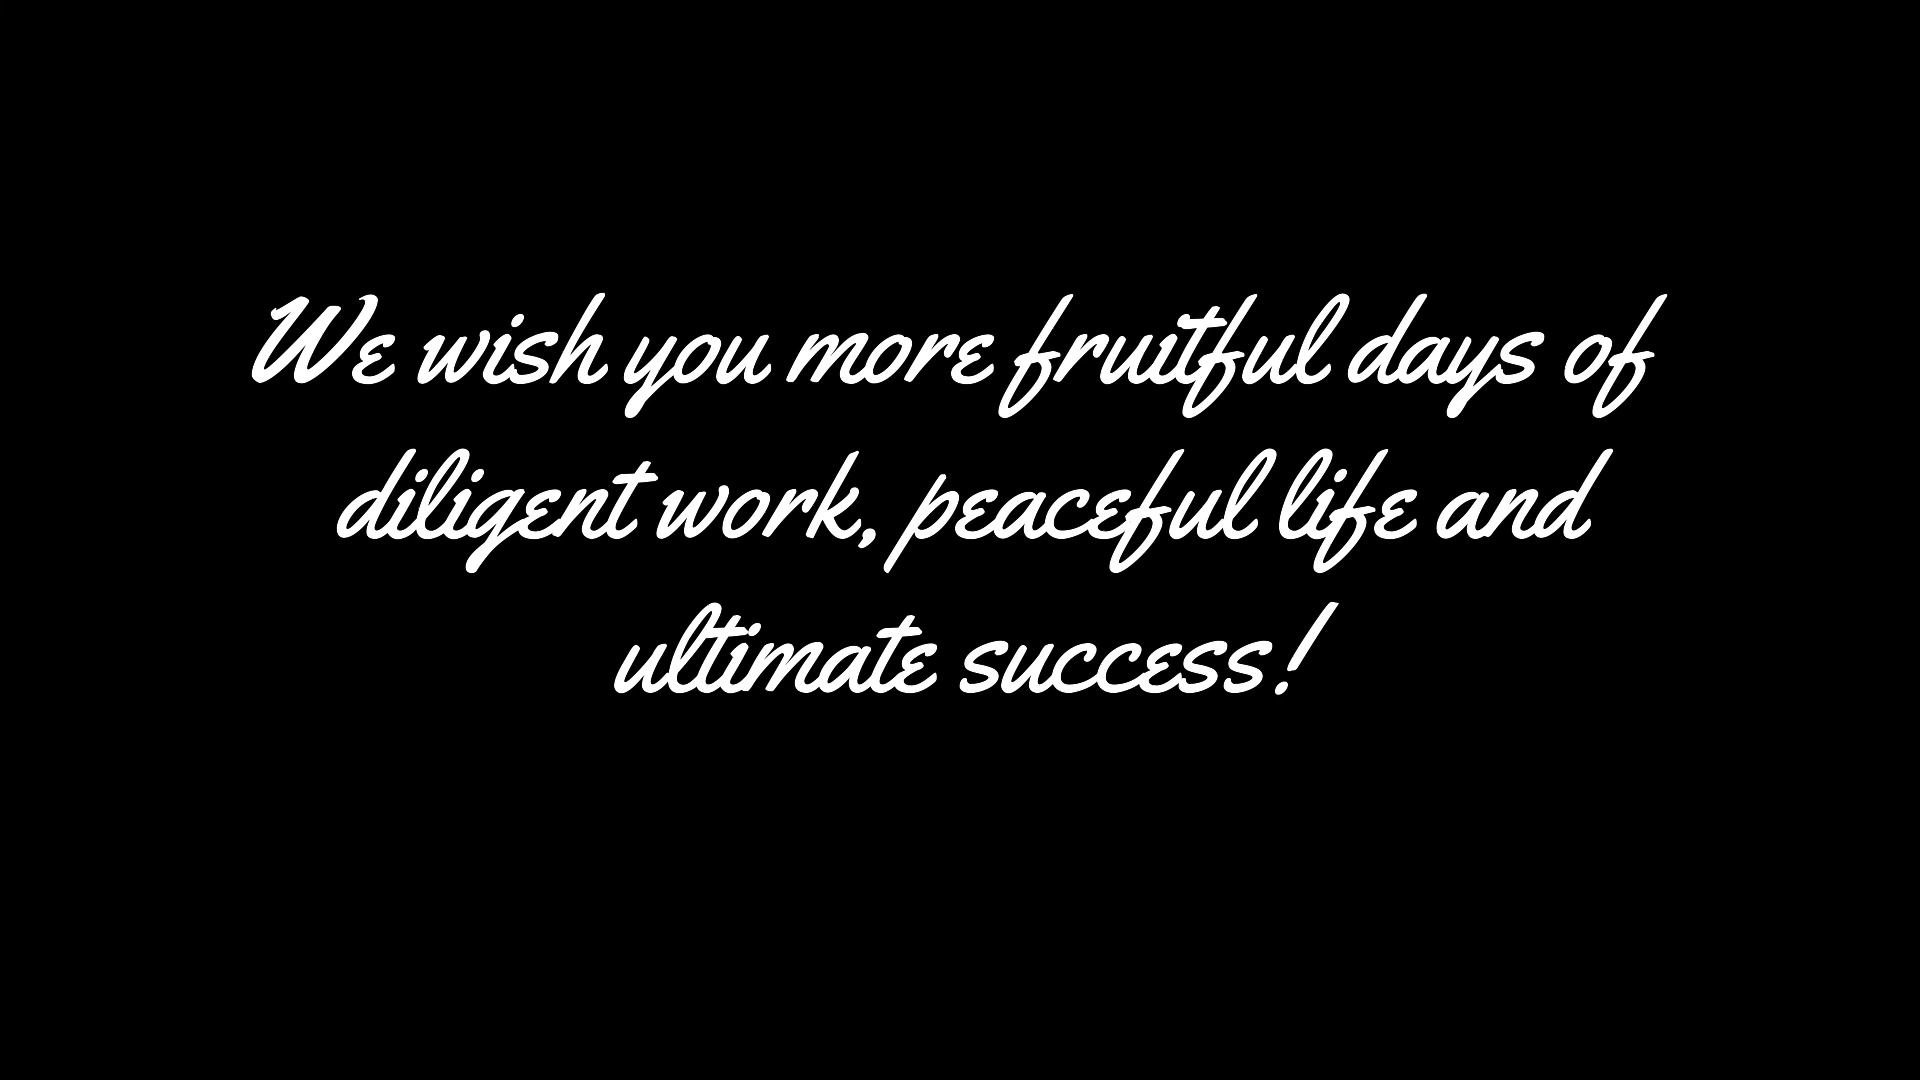 We wish you more fruitful days of
diligent work, peaceful life and
ultimate success!